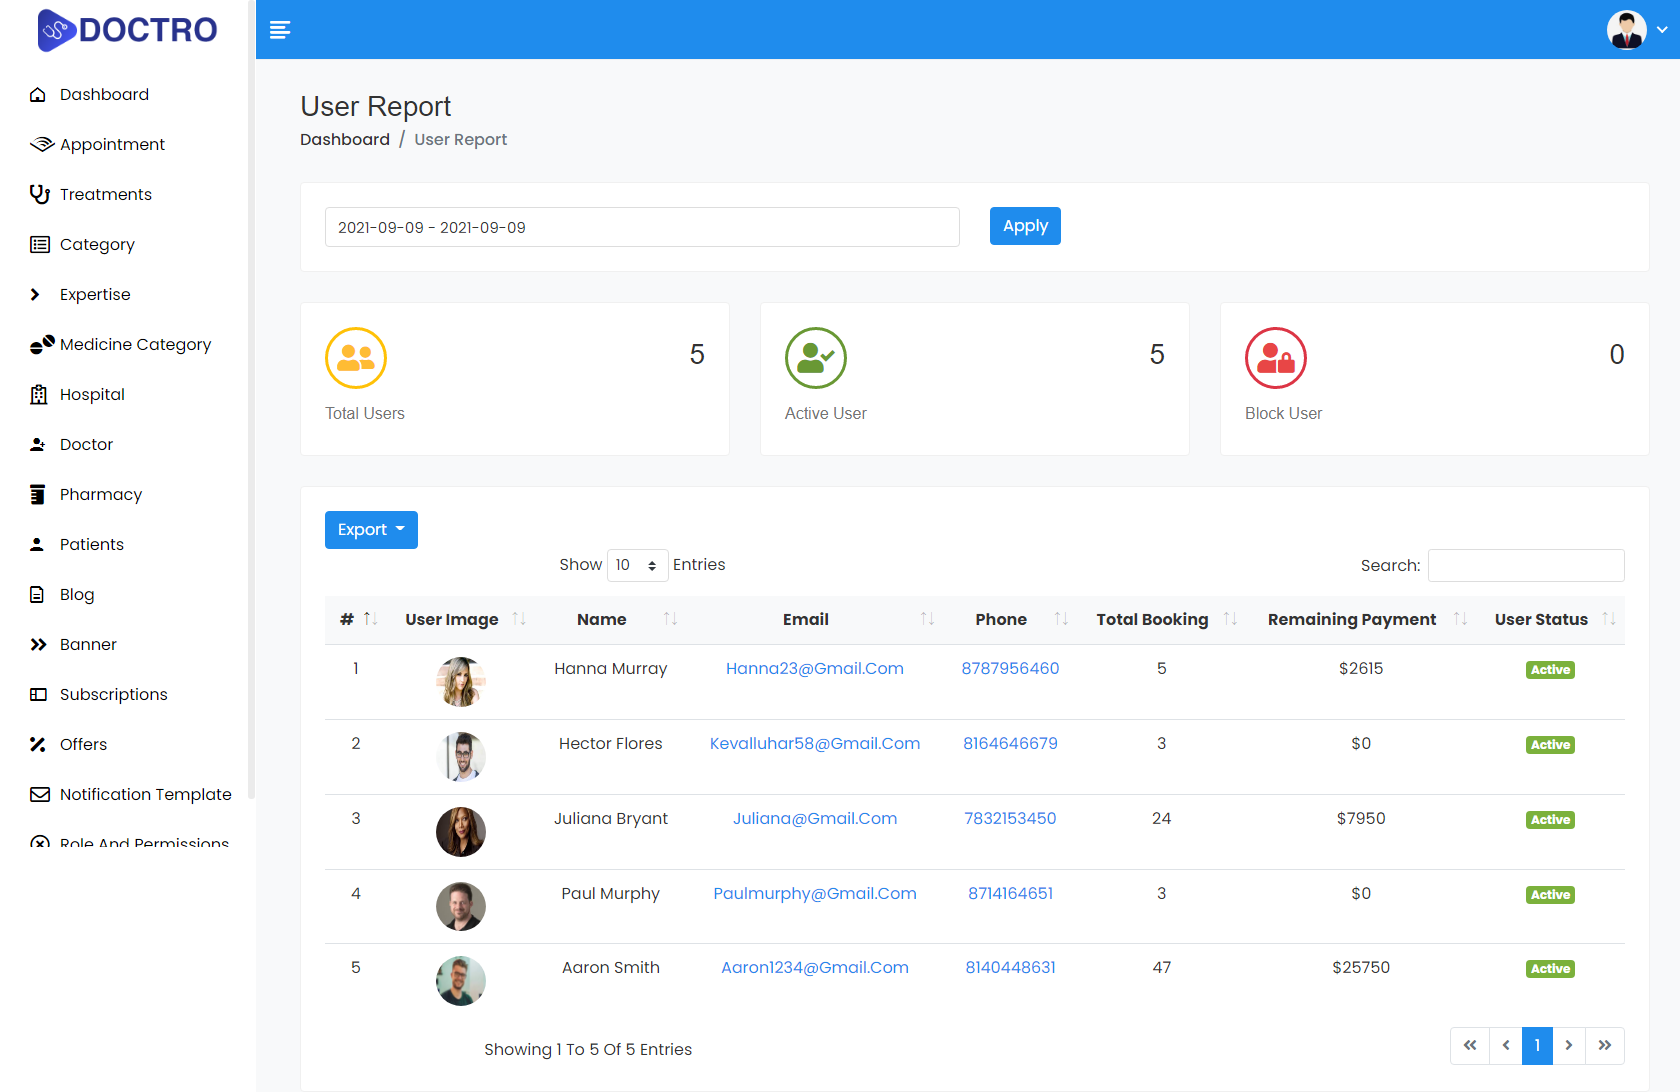 DOCTRO
Dashboard
Appointment
Treatments
Category
Expertise
Medicine Category
Hospital
Doctor
Pharmacy
Patients
Blog
Banner
Subscriptions
Offers
Notification Template
Role And Permissions
User Report
Dashboard / User Report
2021-09-09 - 2021-09-09 Apply
5
Total Users
5
Active User
0
Block User
Export
Show 10 Entries Search:
# User Image Name Email Phone Total Booking Remaining Payment User Status
1 Hanna Murray Hanna23@Gmail.Com 8787956460 5 $2615 Active
2 Hector Flores Kevalluhar58@Gmail.Com 8164646679 3 $0 Active
3 Juliana Bryant Juliana@Gmail.Com 7832153450 24 $7950 Active
4 Paul Murphy Paulmurphy@Gmail.Com 8714164651 3 $0 Active
5 Aaron Smith Aaron1234@Gmail.Com 8140448631 47 $25750 Active
Showing 1 To 5 Of 5 Entries
« ‹ 1 › »